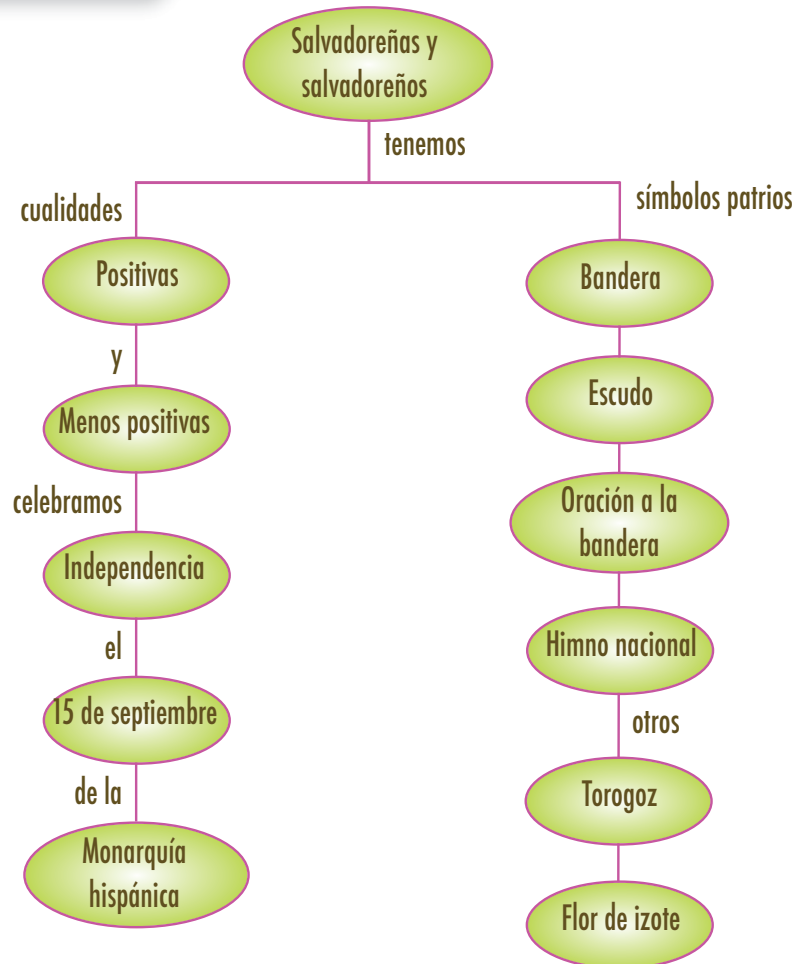 Salvadoreñas y
salvadoreños
tenemos
cualidades
Positivas
y
Menos positivas
celebramos
Independencia
el
15 de septiembre
de la
Monarquía
hispánica
símbolos patrios
Bandera
Escudo
Oración a la
bandera
Himno nacional
otros
Torogoz
Flor de izote